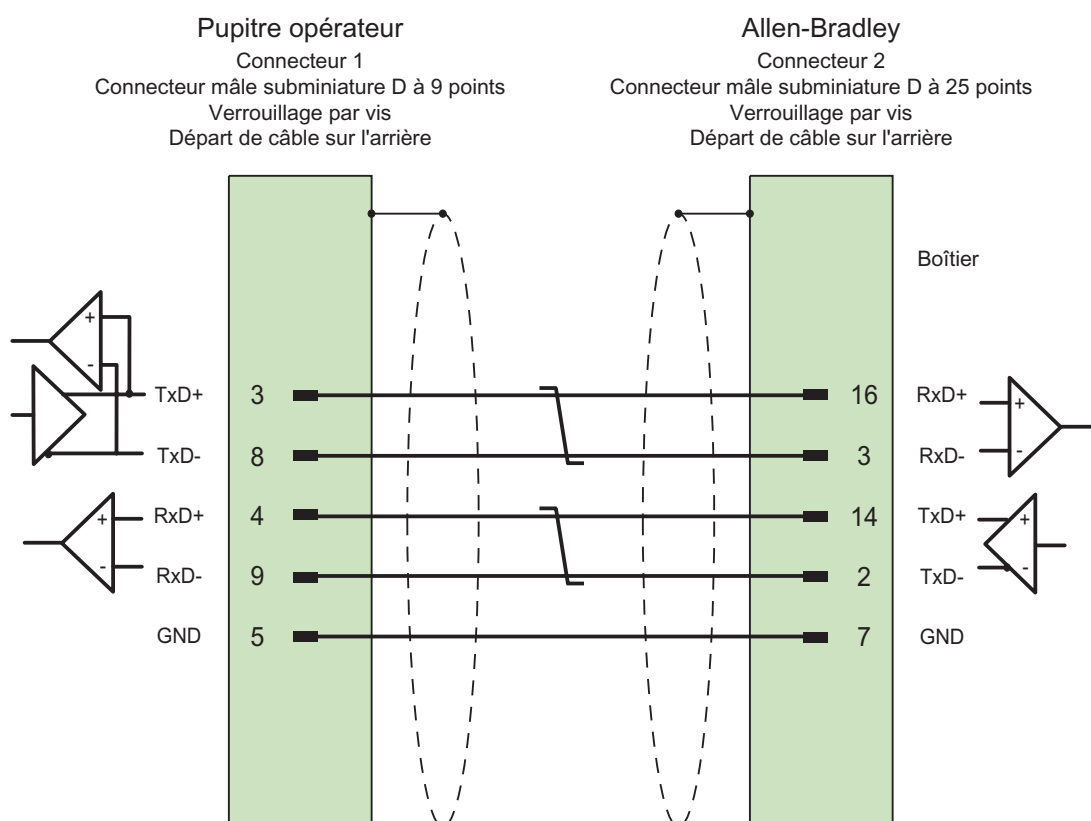 Pupitre opérateur
Connecteur 1
Connecteur mâle subminiature D à 9 points
Verrouillage par vis
Départ de câble sur l'arrière
Allen-Bradley
Connecteur 2
Connecteur mâle subminiature D à 25 points
Verrouillage par vis
Départ de câble sur l'arrière
Boîtier
+
-
TxD+ 3 16 RxD+ +
TxD- 8 3 RxD- -
+ RxD+ 4 14 TxD+ +
- RxD- 9 2 TxD- -
GND 5 7 GND